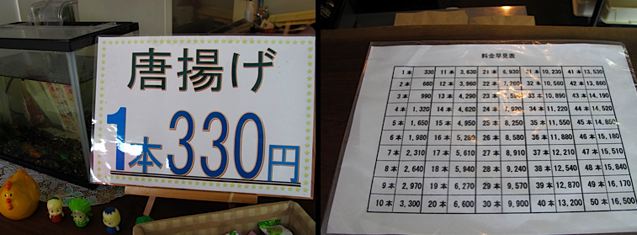 唐揚げ
1本330円
料金早見表
1本 330 11本 3,630 21本 6,930 31本 10,230 41本 13,530
2本 660 12本 3,960 22本 7,260 32本 10,560 42本 13,860
3本 990 13本 4,290 23本 33本 10,890 43本 14,190
4本 1,320 14本 4,620 24本 34本 11,220 44本 14,520
5本 1,650 15本 4,950 25本 8,250 35本 11,550 45本 14,850
6本 1,980 16本 5,280 26本 8,580 36本 11,880 46本 15,180
7本 2,310 17本 5,610 27本 8,910 37本 12,210 47本 15,510
8本 2,640 18本 5,940 28本 9,240 38本 12,540 48本 15,840
9本 2,970 19本 6,270 29本 9,570 39本 12,870 49本 16,170
10本 3,300 20本 6,600 30本 9,900 40本 13,200 50本 16,500